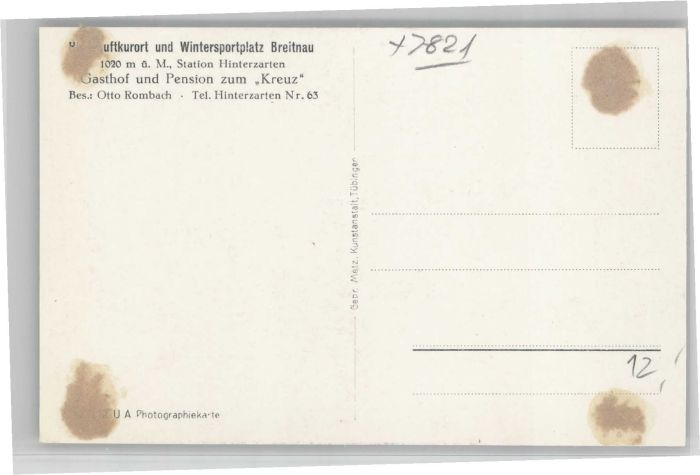 Luftkurort und Wintersportplatz Breitnau
1020 m ü. M., Station Hinterzarten
Gasthof und Pension zum „Kreuz“
Bes.: Otto Rombach · Tel. Hinterzarten Nr. 63
+7821
Gebr. Metz, Kunstanstalt, Tübingen
12,
U A Photographiekarte